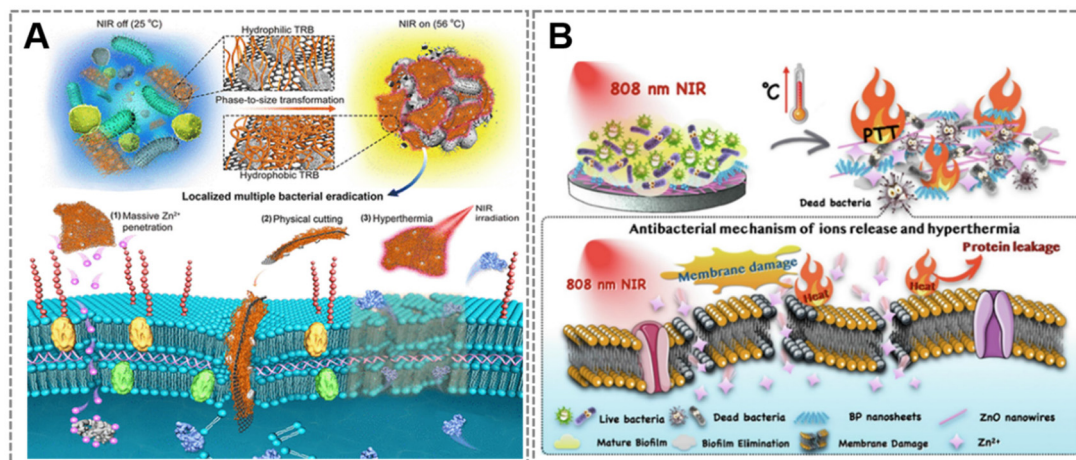 A
NIR off (25 °C)
NIR on (56 °C)
Hydrophilic TRB
Phase-to-size transformation
Hydrophobic TRB
Localized multiple bacterial eradication
(1) Massive Zn²⁺
penetration
(2) Physical cutting
(3) Hyperthermia
NIR
irradiation
B
808 nm NIR
°C
PTT
Dead bacteria
Antibacterial mechanism of ions release and hyperthermia
808 nm NIR
Membrane damage
Heat
Heat
Protein leakage
Live bacteria
Dead bacteria
BP nanosheets
ZnO nanowires
Mature Biofilm
Biofilm Elimination
Membrane Damage
Zn²⁺